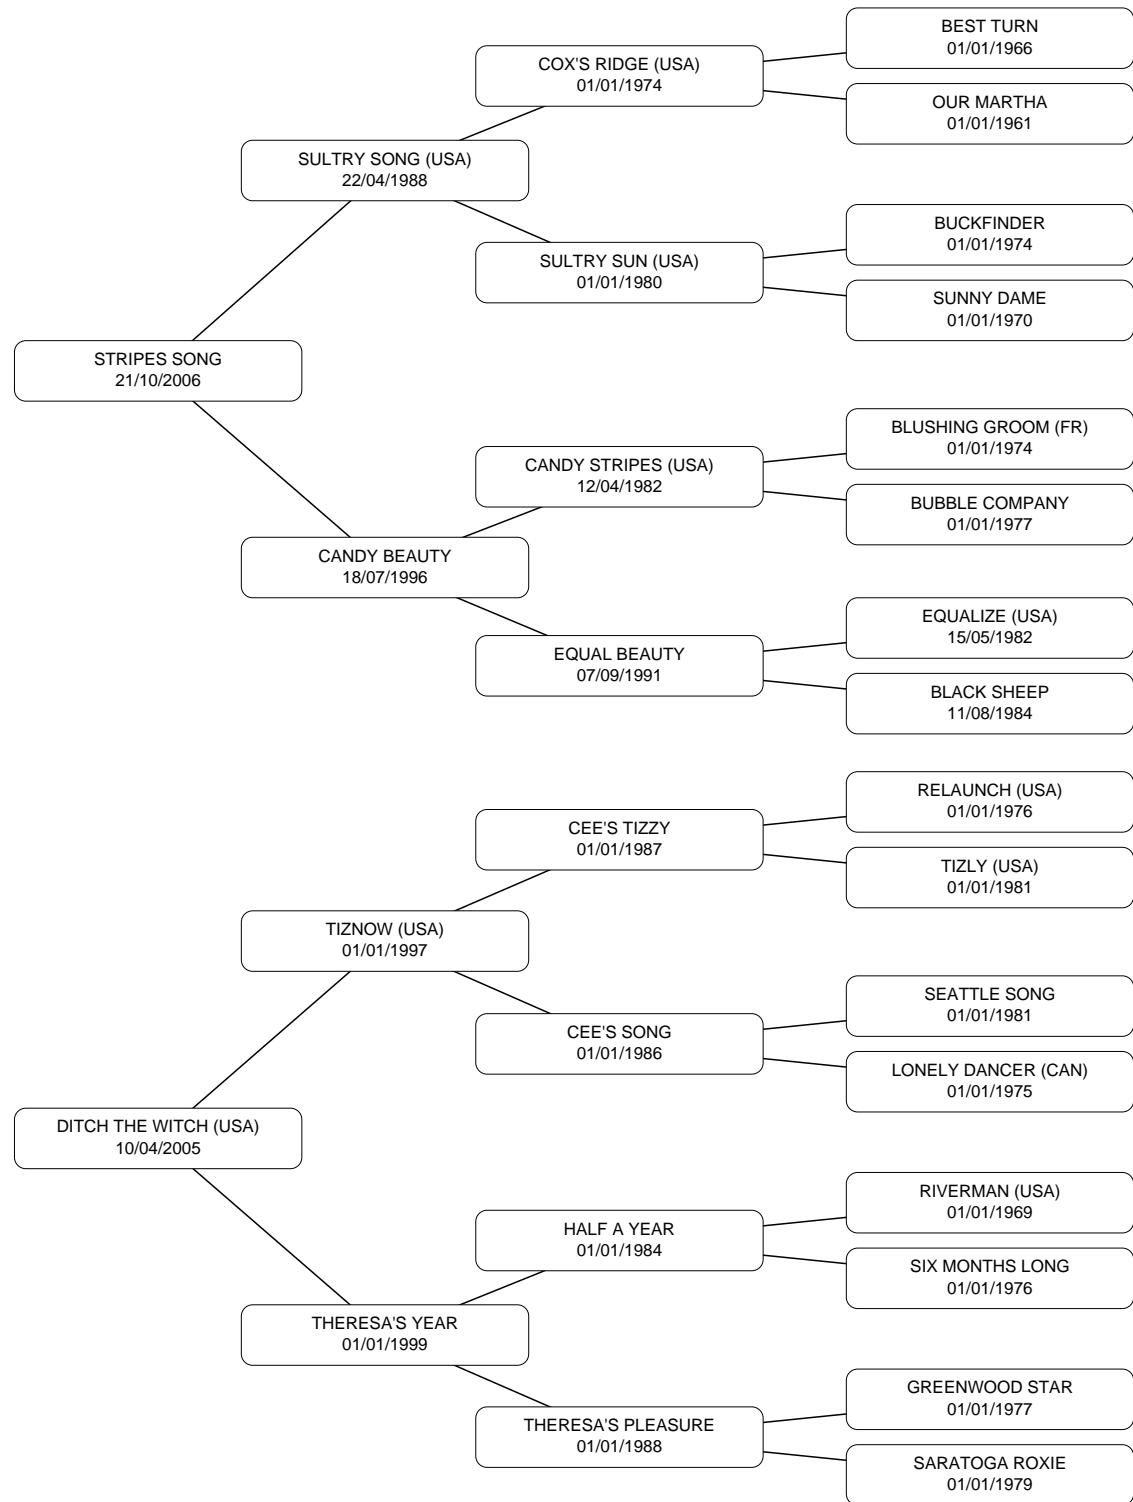 BEST TURN
01/01/1966
COX'S RIDGE (USA)
01/01/1974
OUR MARTHA
01/01/1961
SULTRY SONG (USA)
22/04/1988
BUCKFINDER
01/01/1974
SULTRY SUN (USA)
01/01/1980
SUNNY DAME
01/01/1970
STRIPES SONG
21/10/2006
BLUSHING GROOM (FR)
01/01/1974
CANDY STRIPES (USA)
12/04/1982
BUBBLE COMPANY
01/01/1977
CANDY BEAUTY
18/07/1996
EQUALIZE (USA)
15/05/1982
EQUAL BEAUTY
07/09/1991
BLACK SHEEP
11/08/1984
RELAUNCH (USA)
01/01/1976
CEE'S TIZZY
01/01/1987
TIZLY (USA)
01/01/1981
TIZNOW (USA)
01/01/1997
SEATTLE SONG
01/01/1981
CEE'S SONG
01/01/1986
LONELY DANCER (CAN)
01/01/1975
DITCH THE WITCH (USA)
10/04/2005
RIVERMAN (USA)
01/01/1969
HALF A YEAR
01/01/1984
SIX MONTHS LONG
01/01/1976
THERESA'S YEAR
01/01/1999
GREENWOOD STAR
01/01/1977
THERESA'S PLEASURE
01/01/1988
SARATOGA ROXIE
01/01/1979